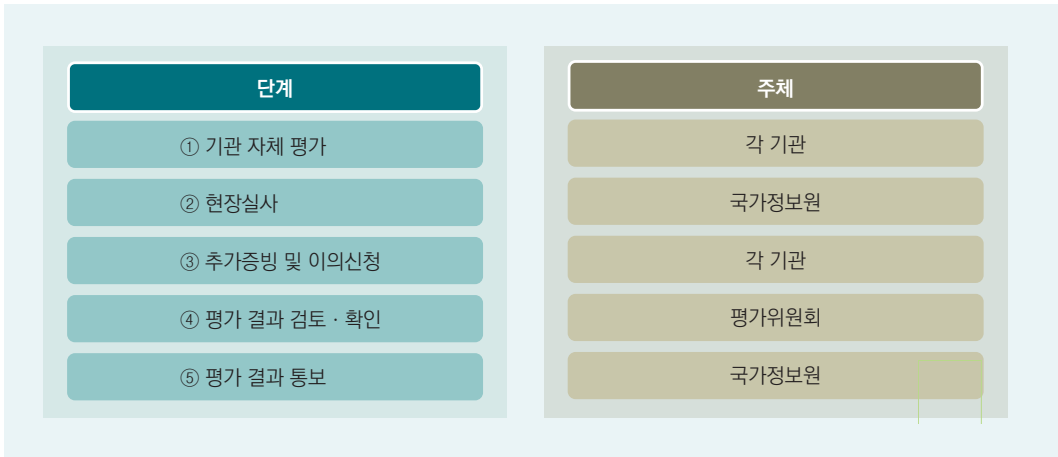 단계
주체
① 기관 자체 평가
각 기관
② 현장실사
국가정보원
③ 추가증빙 및 이의신청
각 기관
④ 평가 결과 검토 · 확인
평가위원회
⑤ 평가 결과 통보
국가정보원